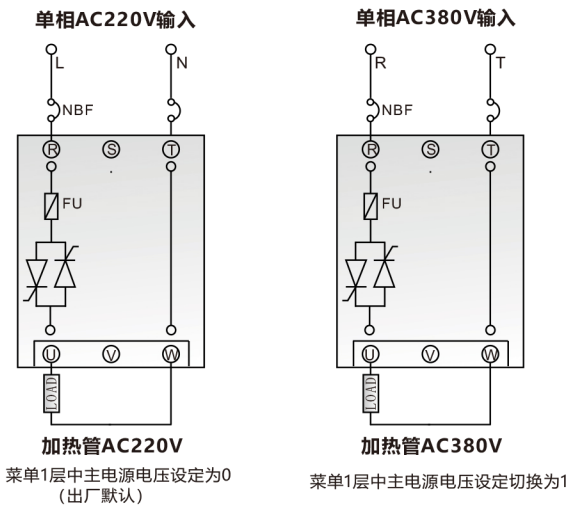 单相AC220V输入
单相AC380V输入
L
N
R
T
NBF
NBF
R
S
T
R
S
T
FU
FU
U
V
W
U
V
W
LOAD
LOAD
加热管AC220V
加热管AC380V
菜单1层中主电源电压设定为0
（出厂默认）
菜单1层中主电源电压设定切换为1